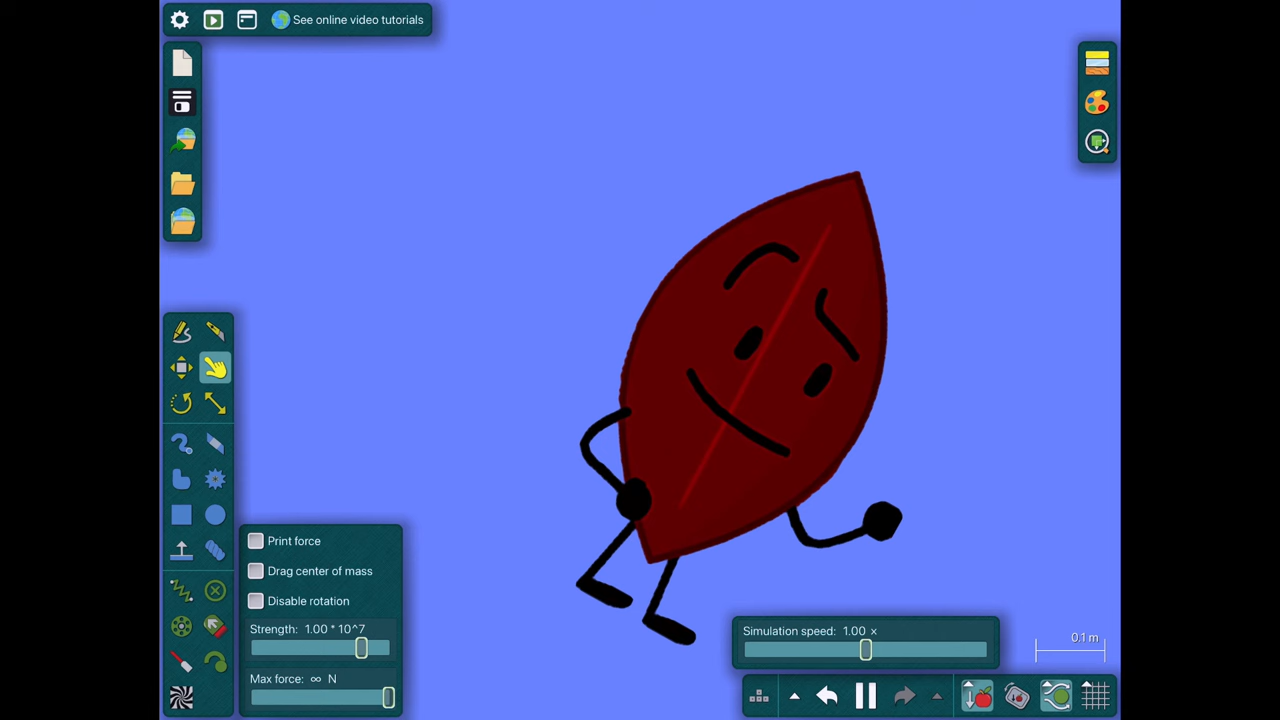 See online video tutorials
Print force
Drag center of mass
Disable rotation
Strength: 1.00 * 10^7
Max force: ∞ N
Simulation speed: 1.00 ×
0.1 m